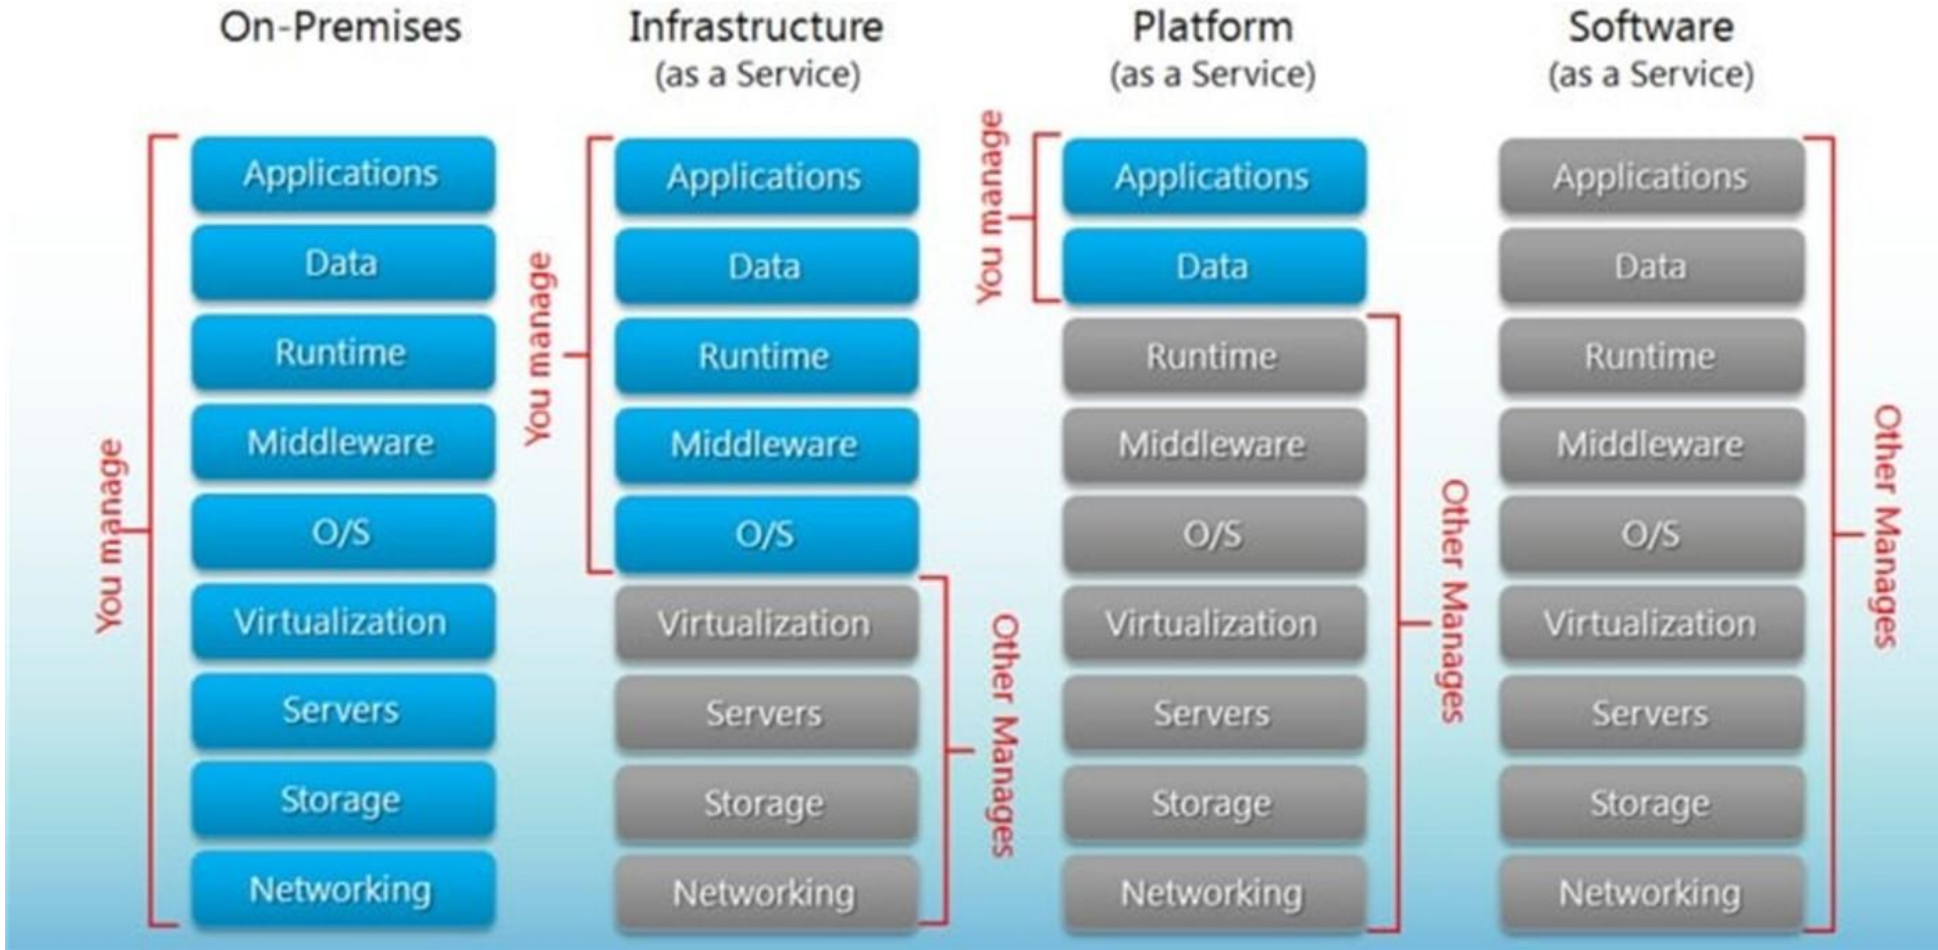 On-Premises
Infrastructure
(as a Service)
Platform
(as a Service)
Software
(as a Service)
You manage
Applications
Data
Runtime
Middleware
O/S
Virtualization
Servers
Storage
Networking
You manage
Applications
Data
Runtime
Middleware
O/S
Virtualization
Servers
Storage
Networking
Other Manages
You manage
Applications
Data
Runtime
Middleware
O/S
Virtualization
Servers
Storage
Networking
Other Manages
Applications
Data
Runtime
Middleware
O/S
Virtualization
Servers
Storage
Networking
Other Manages